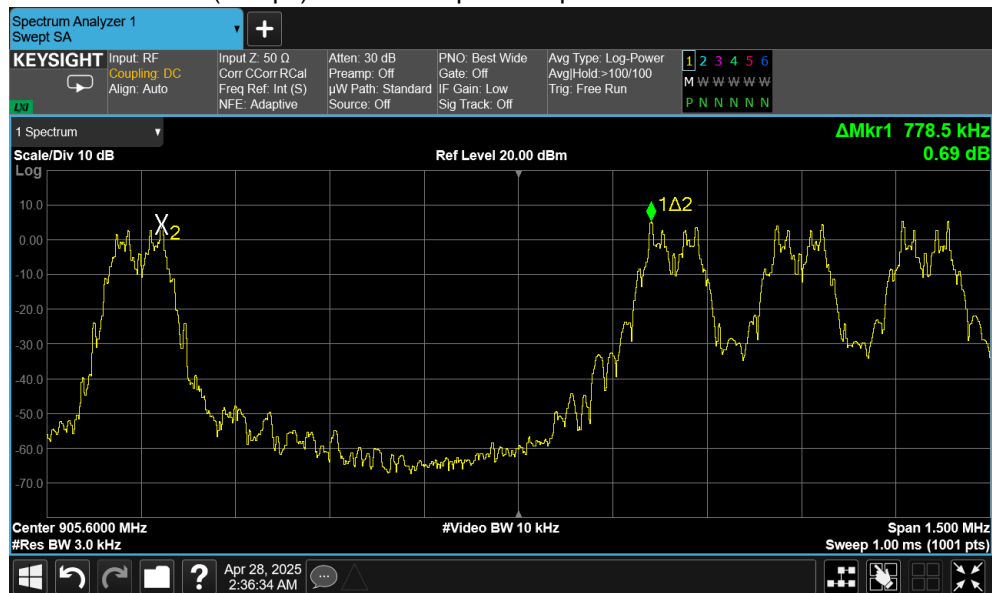 Spectrum Analyzer 1
Swept SA
KEYSIGHT
LXI
Input: RF
Coupling: DC
Align: Auto
Input Z: 50 Ω
Corr CCorr RCal
Freq Ref: Int (S)
NFE: Adaptive
Atten: 30 dB
Preamp: Off
µW Path: Standard
Source: Off
PNO: Best Wide
Gate: Off
IF Gain: Low
Sig Track: Off
Avg Type: Log-Power
Avg|Hold:>100/100
Trig: Free Run
1 2 3 4 5 6
M W W W W W
P N N N N N
1 Spectrum
ΔMkr1 778.5 kHz
Scale/Div 10 dB
Ref Level 20.00 dBm
0.69 dB
Log
10.0
0.00
-10.0
-20.0
-30.0
-40.0
-50.0
-60.0
-70.0
X2
1Δ2
Center 905.6000 MHz
#Video BW 10 kHz
Span 1.500 MHz
#Res BW 3.0 kHz
Sweep 1.00 ms (1001 pts)
?
Apr 28, 2025
2:36:34 AM